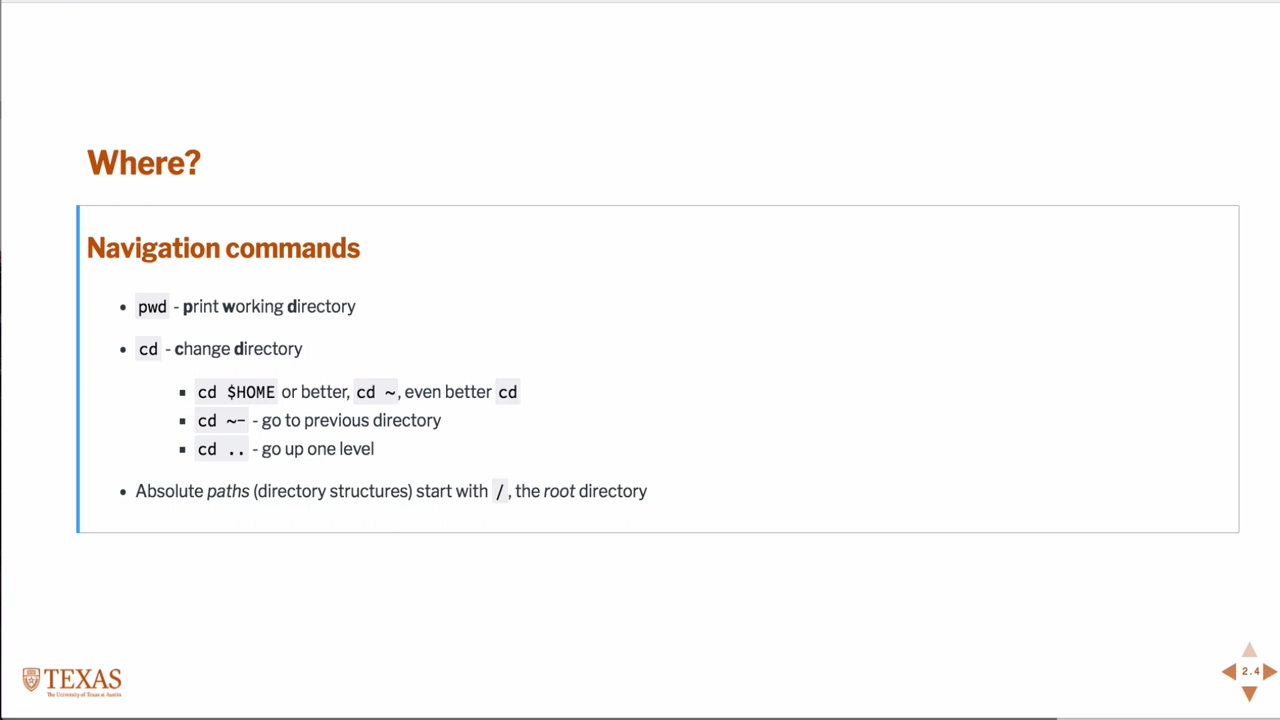 Where?
Navigation commands
• pwd - print working directory
• cd - change directory
▪ cd $HOME or better, cd ~, even better cd
▪ cd ~- - go to previous directory
▪ cd .. - go up one level
• Absolute paths (directory structures) start with /, the root directory
TEXAS
The University of Texas at Austin
2.4